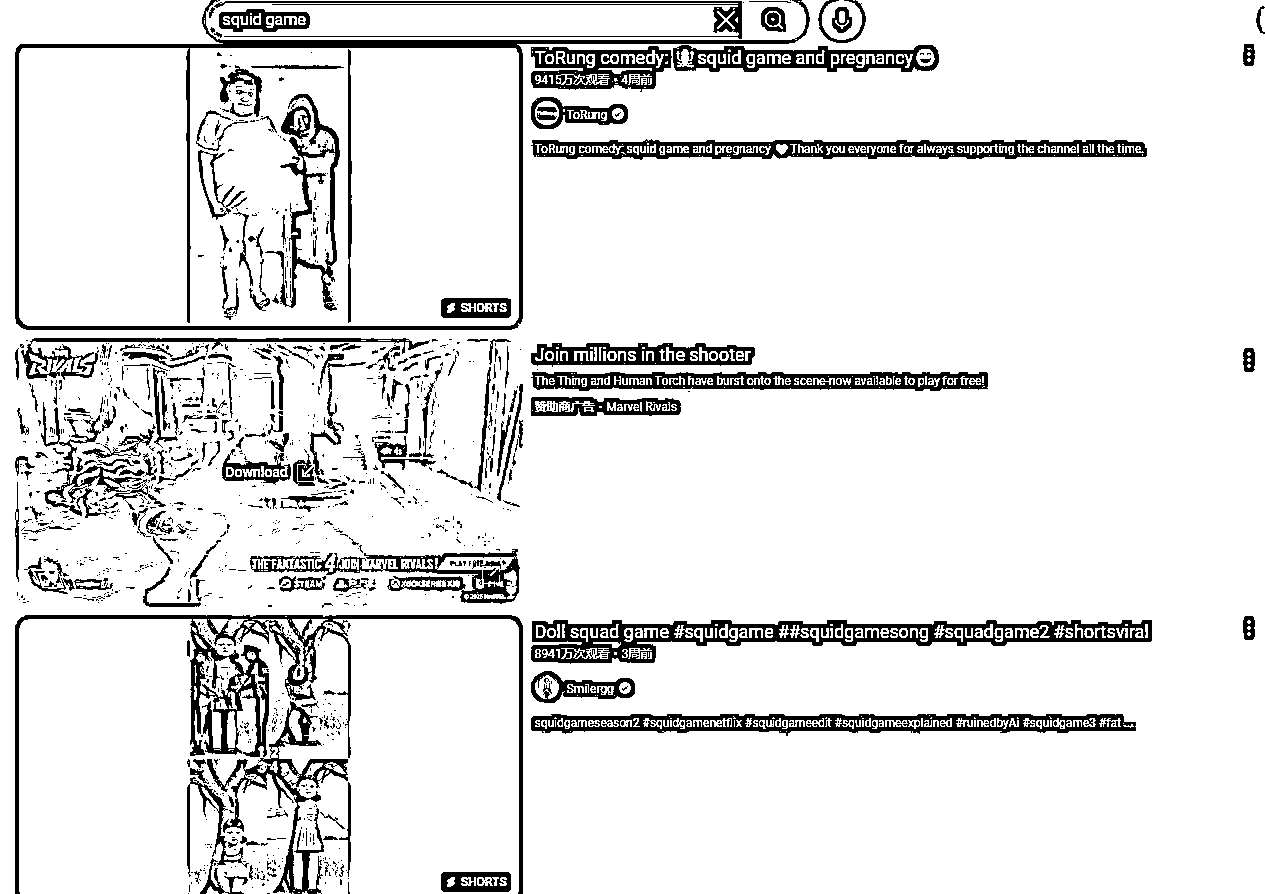 squid game
ToRung comedy: squid game and pregnancy
9415万次观看 • 4周前
ToRung
ToRung comedy: squid game and pregnancy ♥ Thank you everyone for always supporting the channel all the time.
SHORTS
RIVALS
Join millions in the shooter
The Thing and Human Torch have burst onto the scene-now available to play for free!
赞助商广告 • Marvel Rivals
Download
THE FANTASTIC 4 JOIN MARVEL RIVALS!
STEAM
Doll squad game #squidgame ##squidgamesong #squadgame2 #shortsviral
8941万次观看 • 3周前
Smilergg
squidgameseason2 #squidgamenetflix #squidgameedit #squidgameexplained #ruinedbyAi #squidgame3 #fat ...
SHORTS